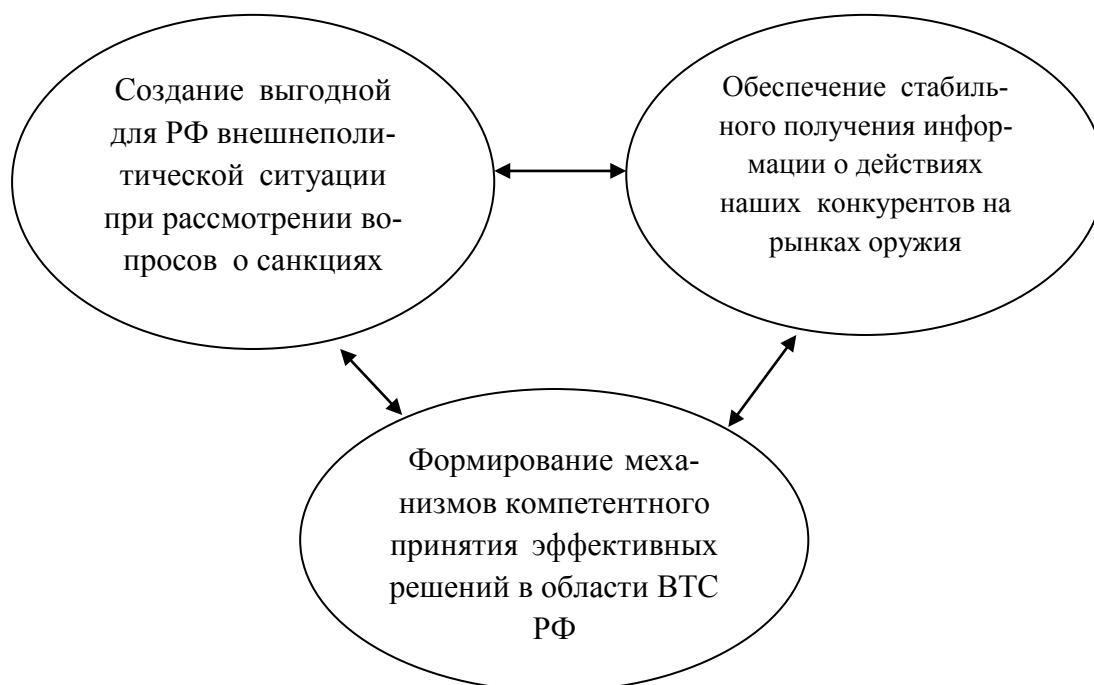 Создание выгодной
для РФ внешнеполи-
тической ситуации
при рассмотрении во-
просов о санкциях
Обеспечение стабиль-
ного получения инфор-
мации о действиях
наших конкурентов на
рынках оружия
Формирование меха-
низмов компетентного
принятия эффективных
решений в области ВТС
РФ